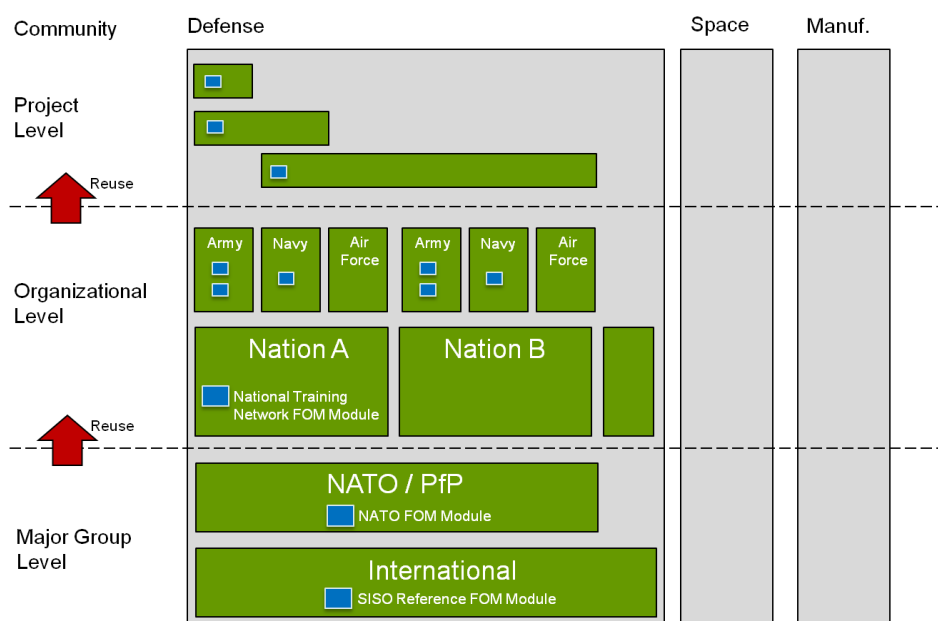 Community
Defense
Space
Manuf.
Project
Level
Reuse
Army
Navy
Air
Force
Army
Navy
Air
Force
Organizational
Level
Nation A
National Training
Network FOM Module
Nation B
Reuse
NATO / PfP
NATO FOM Module
Major Group
Level
International
SISO Reference FOM Module